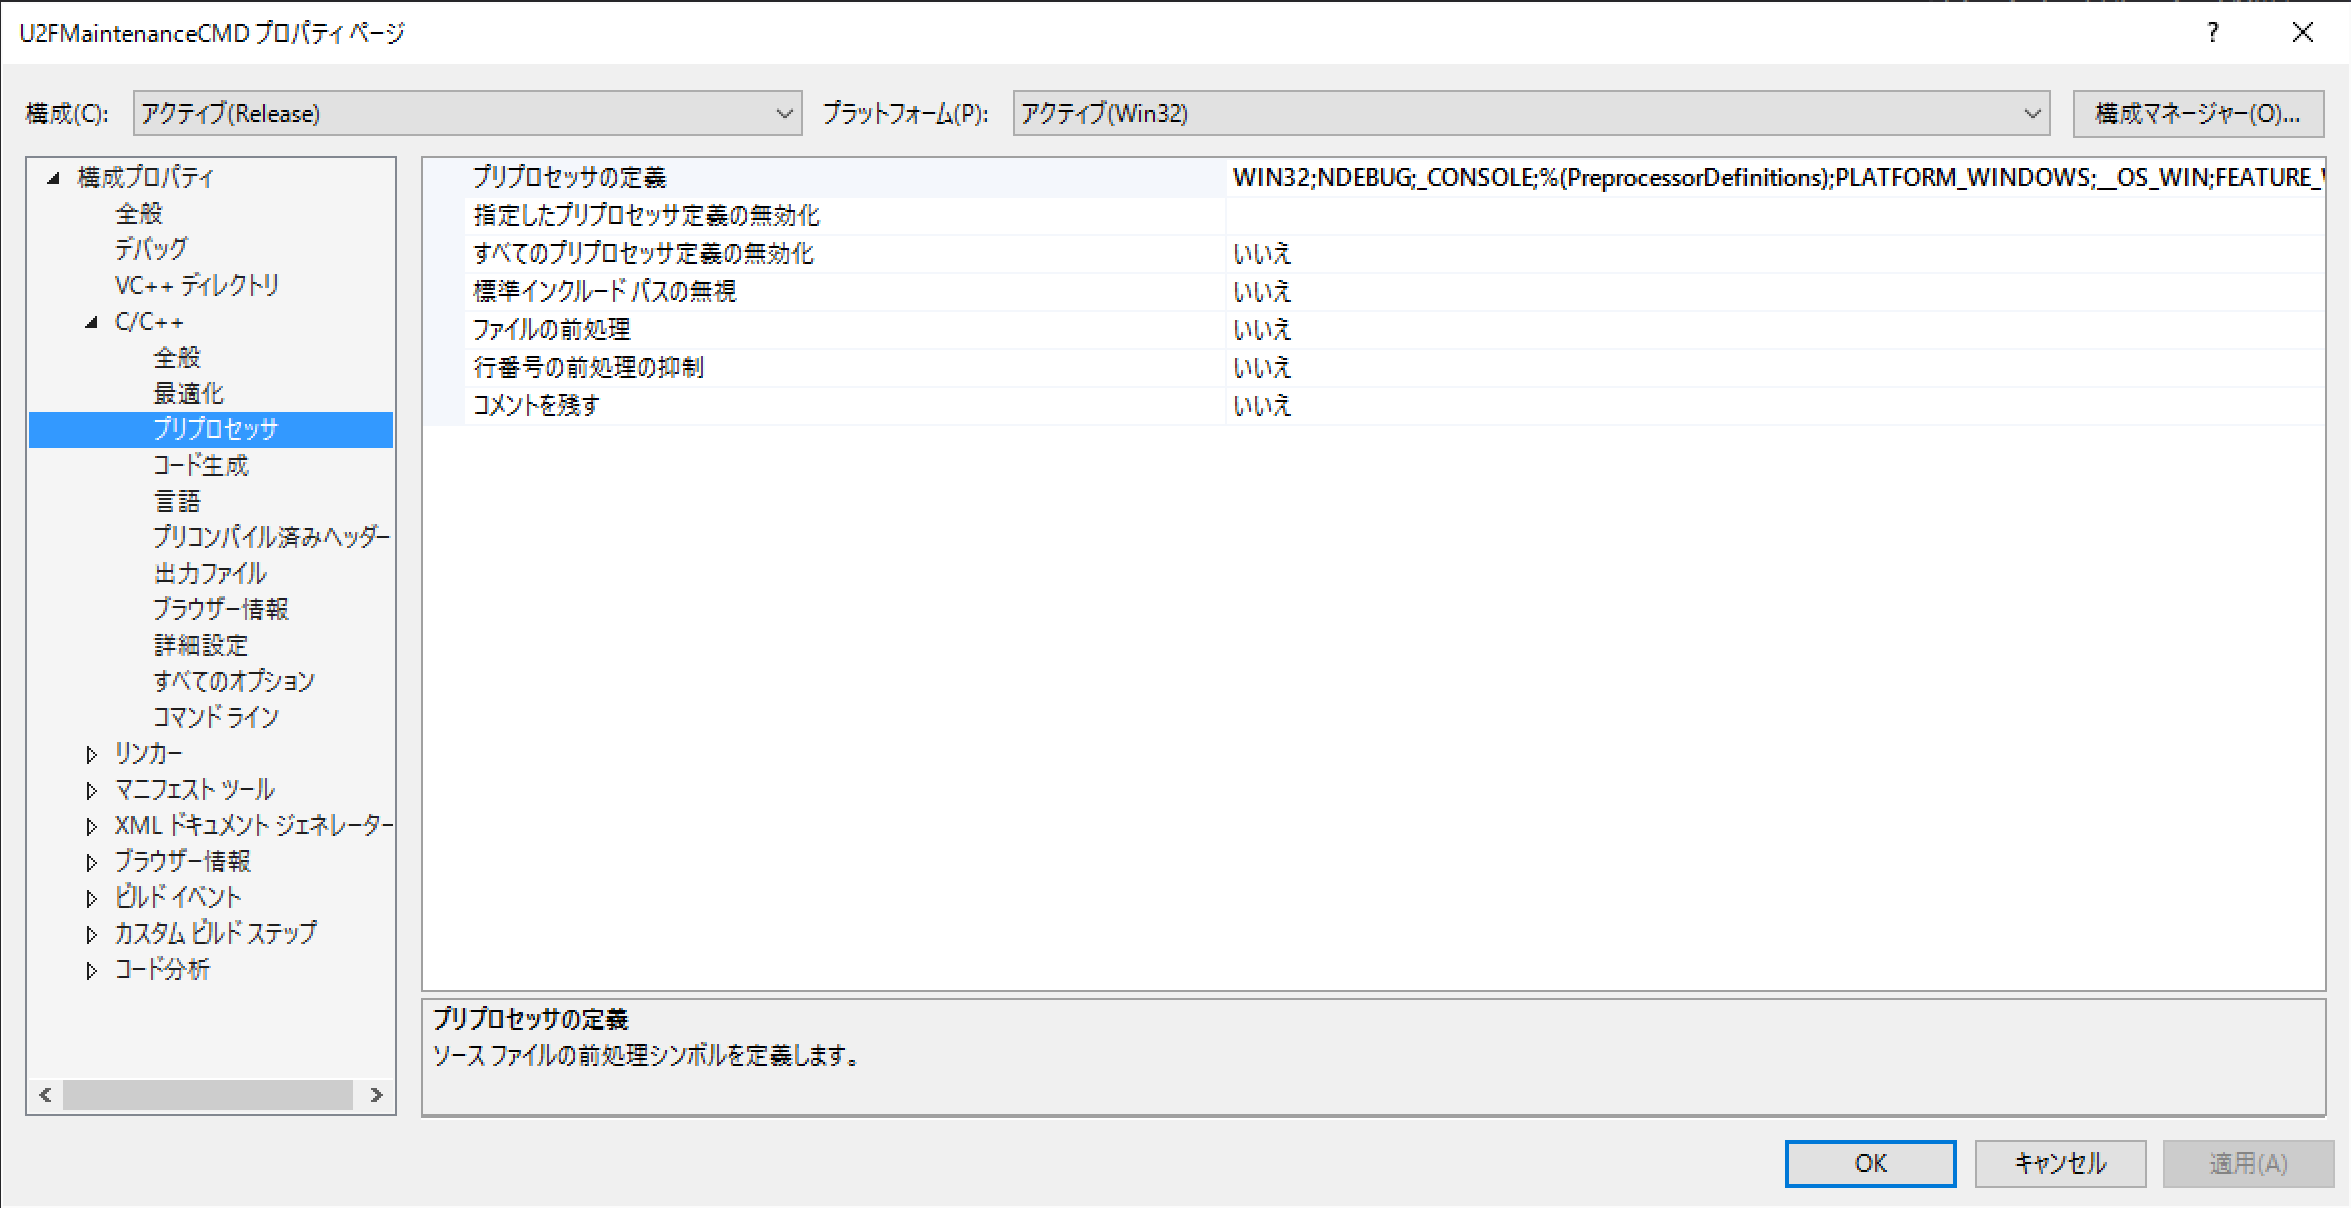 U2FMaintenanceCMD プロパティ ページ
?
構成(C):
アクティブ(Release)
プラットフォーム(P):
アクティブ(Win32)
構成マネージャー(O)...
構成プロパティ
全般
デバッグ
VC++ ディレクトリ
C/C++
全般
最適化
プリプロセッサ
コード生成
言語
プリコンパイル済みヘッダー
出力ファイル
ブラウザー情報
詳細設定
すべてのオプション
コマンド ライン
リンカー
マニフェスト ツール
XML ドキュメント ジェネレーター
ブラウザー情報
ビルド イベント
カスタム ビルド ステップ
コード分析
プリプロセッサの定義 WIN32;NDEBUG;_CONSOLE;%(PreprocessorDefinitions);PLATFORM_WINDOWS;__OS_WIN;FEATURE_
指定したプリプロセッサ定義の無効化
すべてのプリプロセッサ定義の無効化 いいえ
標準インクルード パスの無視 いいえ
ファイルの前処理 いいえ
行番号の前処理の抑制 いいえ
コメントを残す いいえ
プリプロセッサの定義
ソース ファイルの前処理シンボルを定義します。
OK
キャンセル
適用(A)